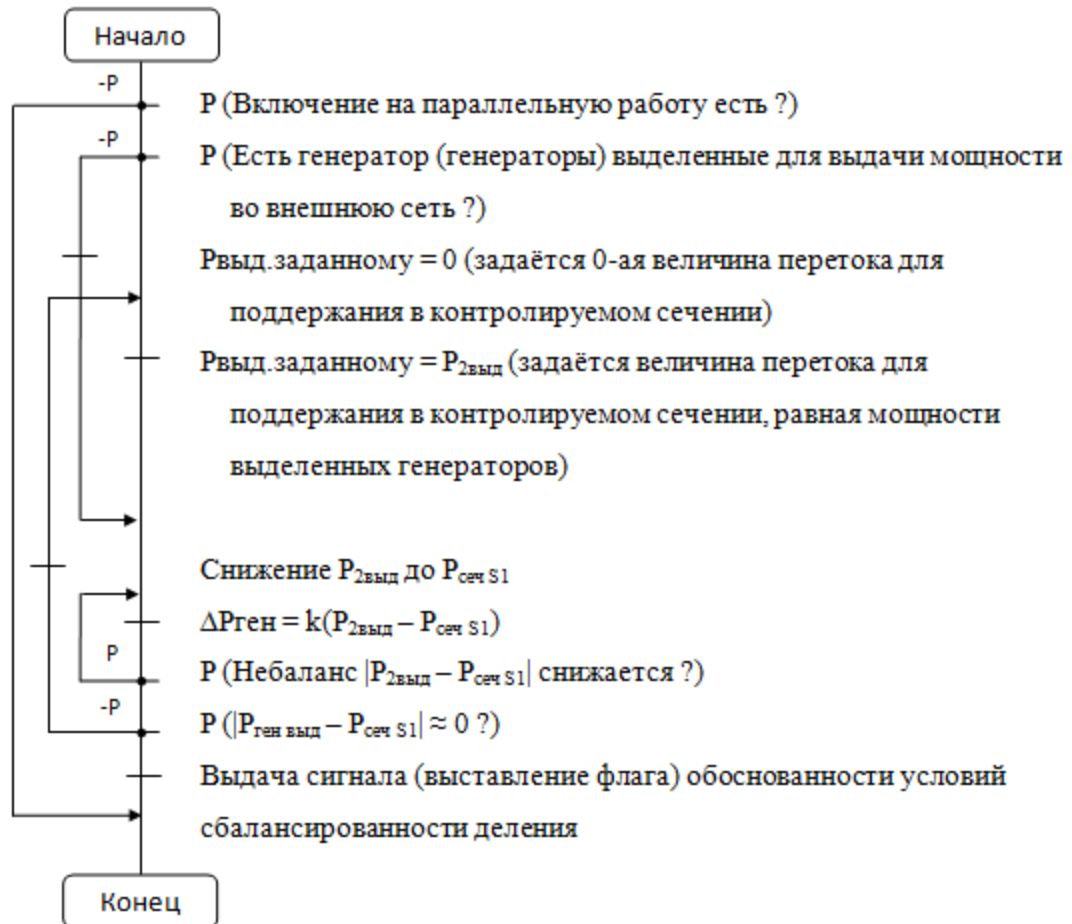 Начало
-P
P (Включение на параллельную работу есть ?)
-P
P (Есть генератор (генераторы) выделенные для выдачи мощности
во внешнюю сеть ?)
Pвыд.заданному = 0 (задаётся 0-ая величина перетока для
поддержания в контролируемом сечении)
Pвыд.заданному = P2выд (задаётся величина перетока для
поддержания в контролируемом сечении, равная мощности
выделенных генераторов)
Снижение P2выд до Pсеч S1
ΔPген = k(P2выд – Pсеч S1)
P
P (Небаланс |P2выд – Pсеч S1| снижается ?)
-P
P (|Pген выд – Pсеч S1| ≈ 0 ?)
Выдача сигнала (выставление флага) обоснованности условий
сбалансированности деления
Конец